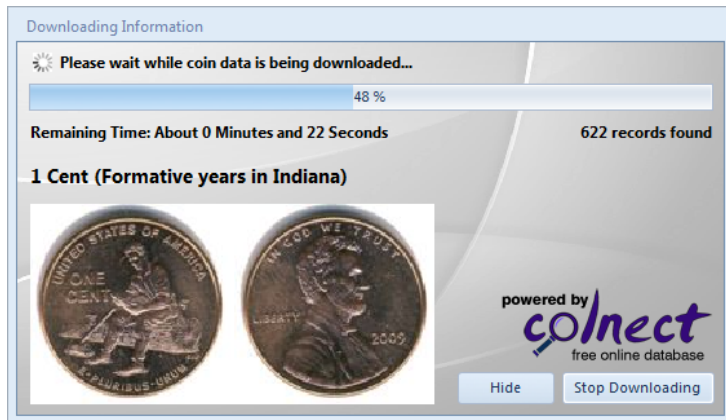 Downloading Information
Please wait while coin data is being downloaded...
48 %
Remaining Time: About 0 Minutes and 22 Seconds
622 records found
1 Cent (Formative years in Indiana)
UNITED STATES OF AMERICA
ONE
CENT
E·PLURIBUS·UNUM
IN GOD WE TRUST
LIBERTY
2009
powered by
colnect
free online database
Hide
Stop Downloading